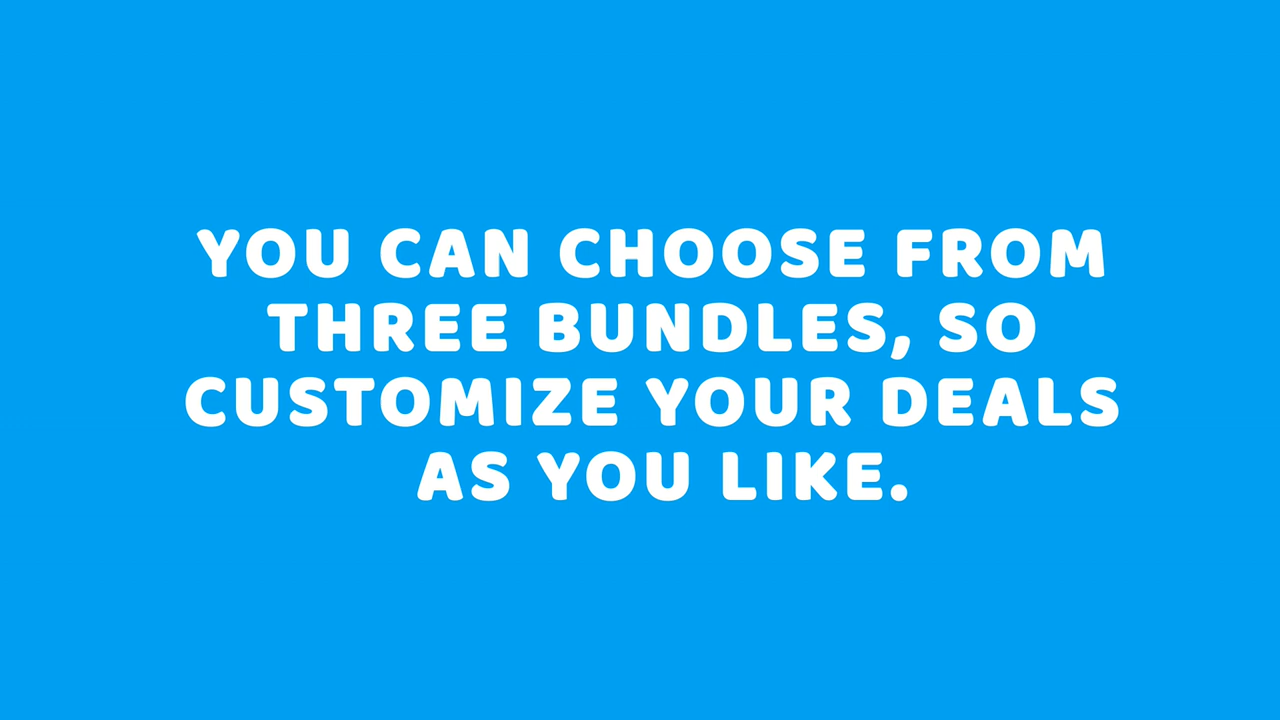 YOU CAN CHOOSE FROM
THREE BUNDLES, SO
CUSTOMIZE YOUR DEALS
AS YOU LIKE.